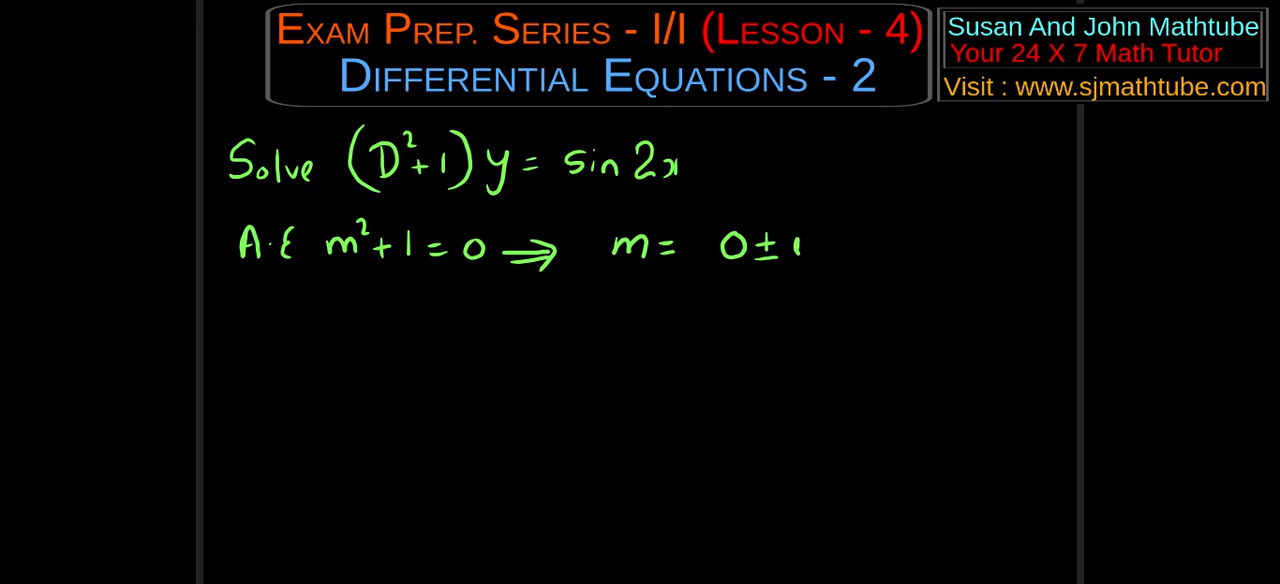 EXAM PREP. SERIES - I/I (LESSON - 4)
DIFFERENTIAL EQUATIONS - 2
Susan And John Mathtube
Your 24 X 7 Math Tutor
Visit : www.sjmathtube.com
Solve (D²+1)y = sin 2x
A.E m²+1=0 ⇒ m= 0±ı